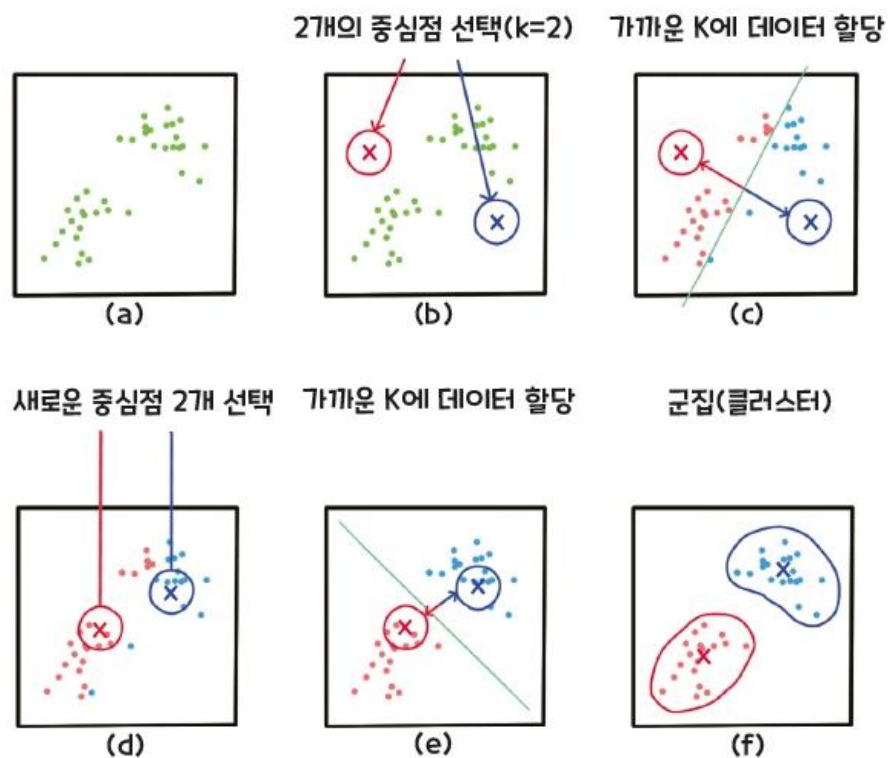 2개의 중심점 선택(k=2)
가까운 K에 데이터 할당
(a)
(b)
(c)
새로운 중심점 2개 선택
가까운 K에 데이터 할당
군집(클러스터)
(d)
(e)
(f)